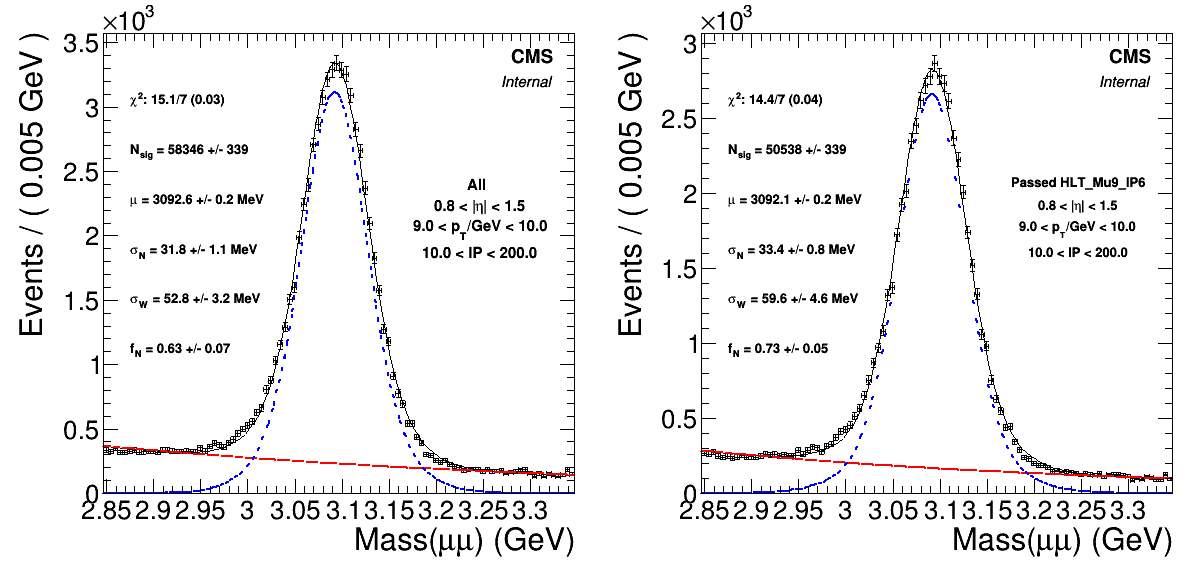 ×10³
3.5
3
2.5
2
1.5
1
0.5
0
Events / ( 0.005 GeV )
CMS
Internal
χ²: 15.1/7 (0.03)
N_sig = 58346 +/- 339
μ = 3092.6 +/- 0.2 MeV
σ_N = 31.8 +/- 1.1 MeV
σ_W = 52.8 +/- 3.2 MeV
f_N = 0.63 +/- 0.07
All
0.8 < |η| < 1.5
9.0 < p_T/GeV < 10.0
10.0 < IP < 200.0
2.85 2.9 2.95 3 3.05 3.1 3.15 3.2 3.25 3.3
Mass(μμ) (GeV)
×10³
3
2.5
2
1.5
1
0.5
0
Events / ( 0.005 GeV )
CMS
Internal
χ²: 14.4/7 (0.04)
N_sig = 50538 +/- 339
μ = 3092.1 +/- 0.2 MeV
σ_N = 33.4 +/- 0.8 MeV
σ_W = 59.6 +/- 4.6 MeV
f_N = 0.73 +/- 0.05
Passed HLT_Mu9_IP6
0.8 < |η| < 1.5
9.0 < p_T/GeV < 10.0
10.0 < IP < 200.0
2.85 2.9 2.95 3 3.05 3.1 3.15 3.2 3.25 3.3
Mass(μμ) (GeV)